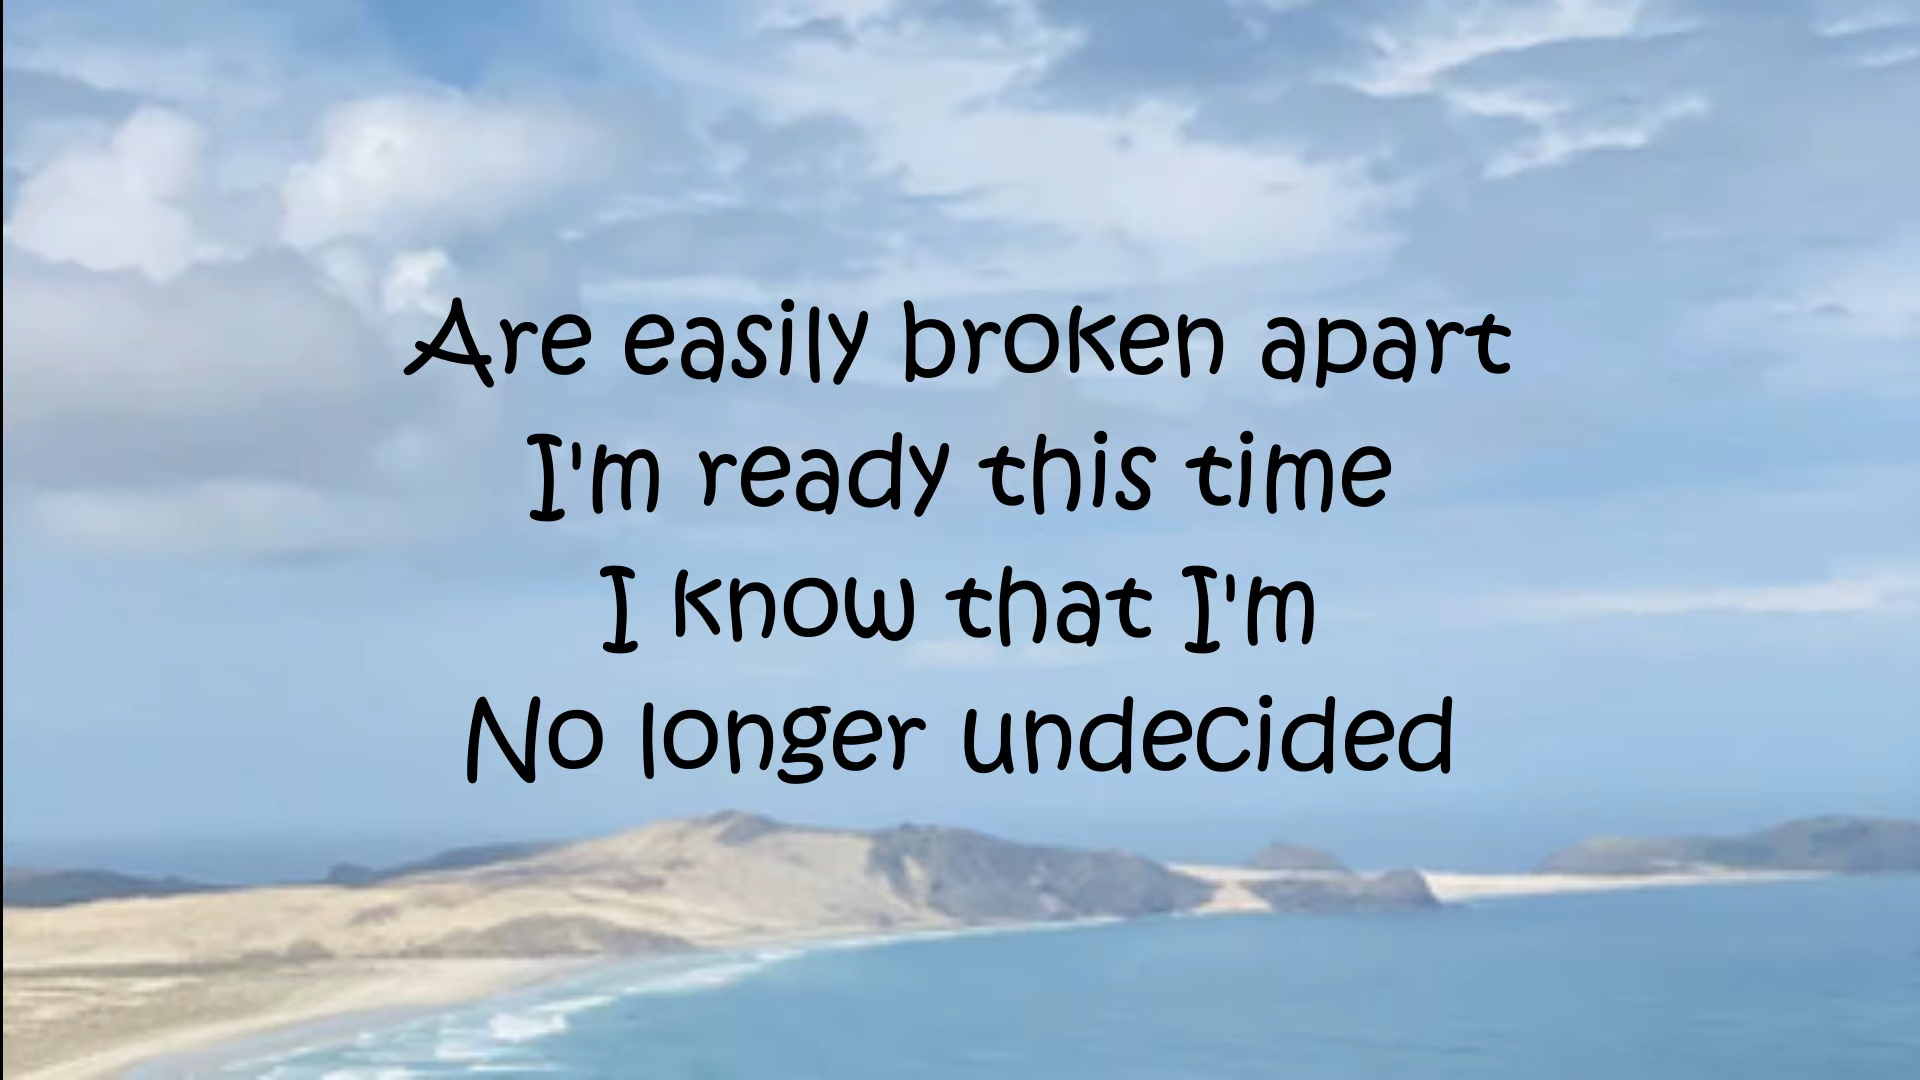 Are easily broken apart
I'm ready this time
I know that I'm
No longer undecided